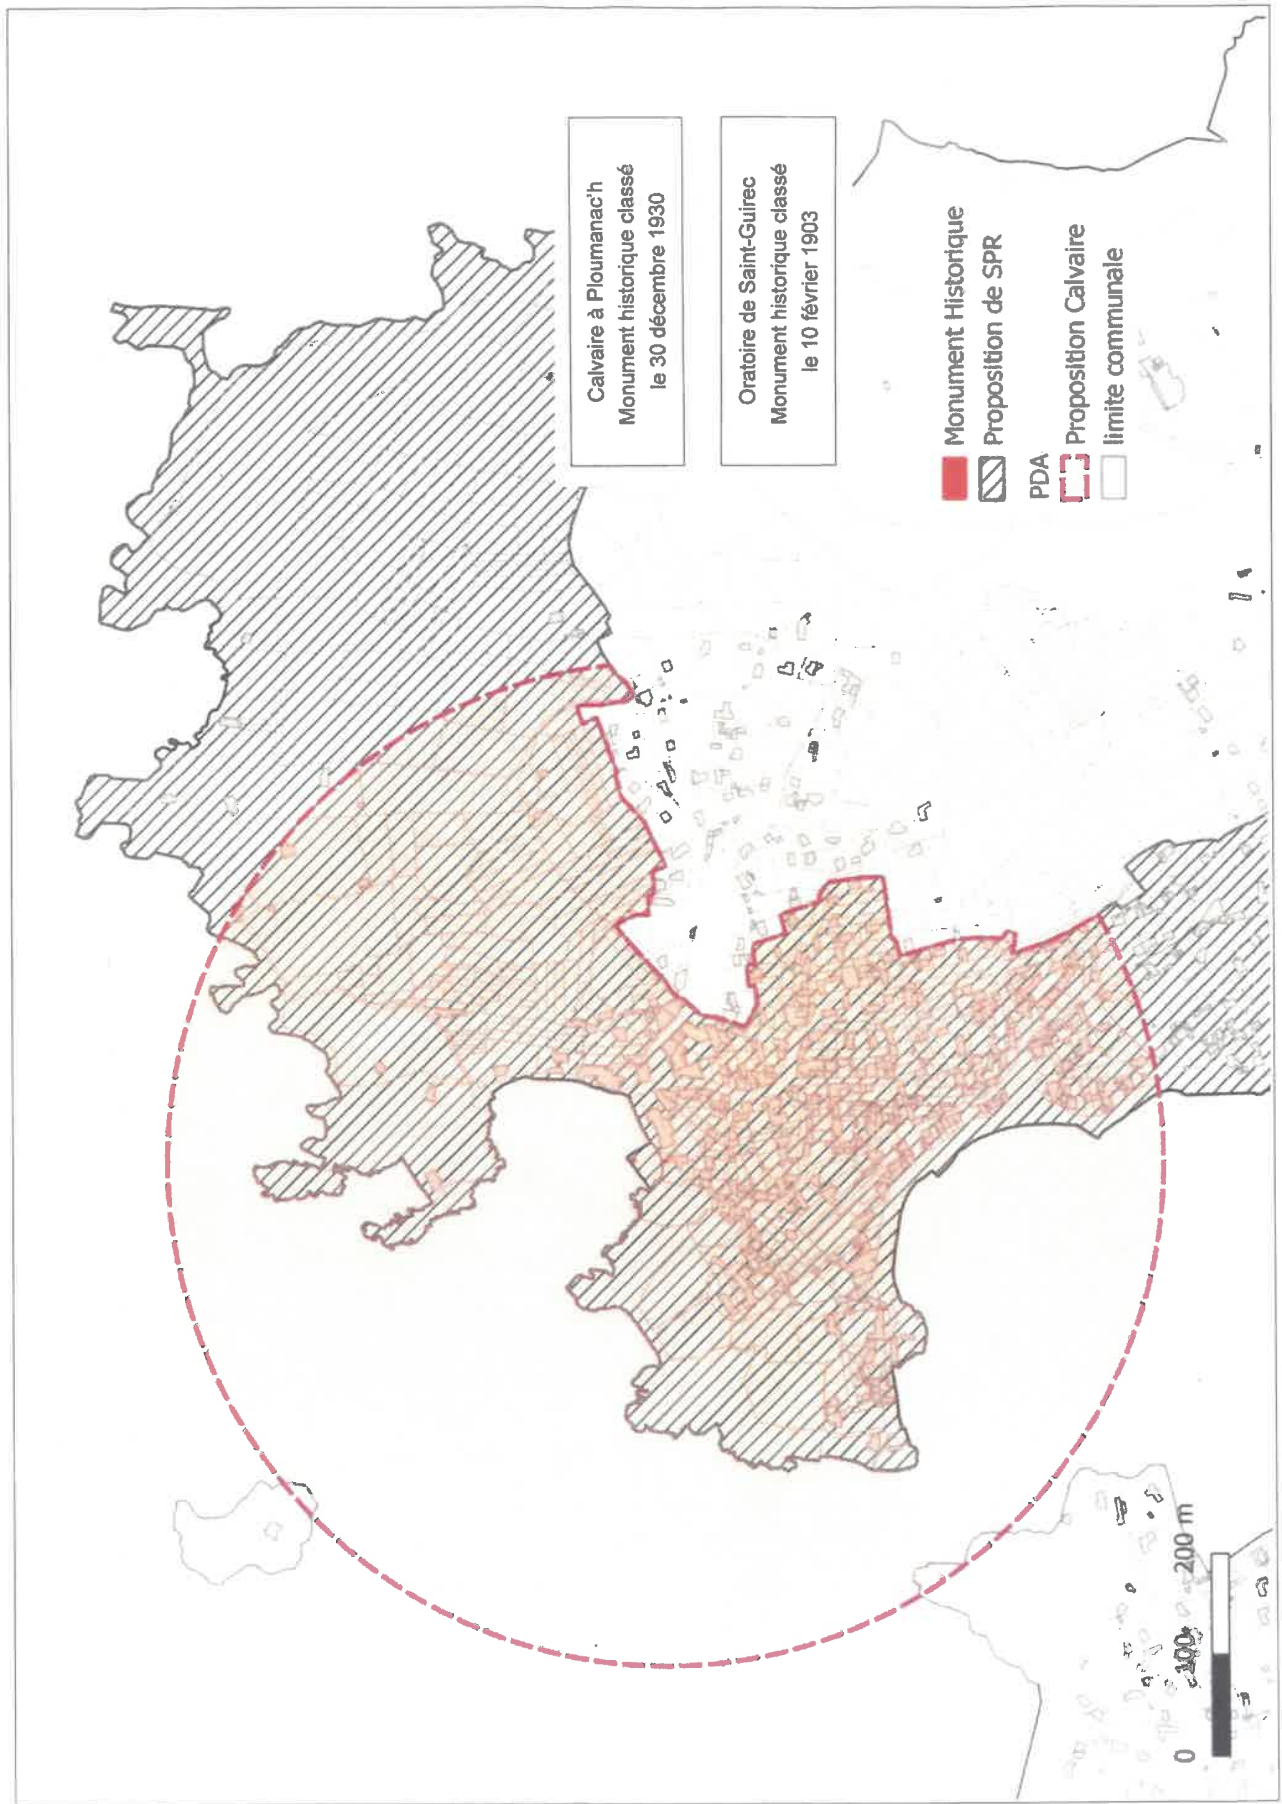 Calvaire à Ploumanac'h
Monument historique classé
le 30 décembre 1930
Oratoire de Saint-Guirec
Monument historique classé
le 10 février 1903
Monument Historique
Proposition de SPR
PDA
Proposition Calvaire
limite communale
0 100 200 m